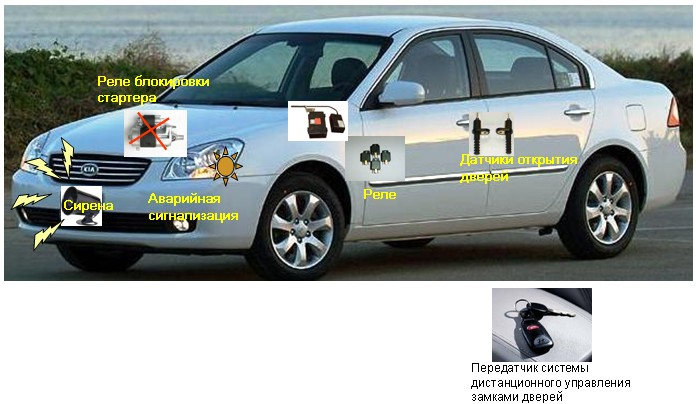 Реле блокировки
стартера
KIA
Сирена
Аварийная
сигнализация
Реле
Датчики открытия
дверей
Передатчик системы
дистанционного управления
замками дверей